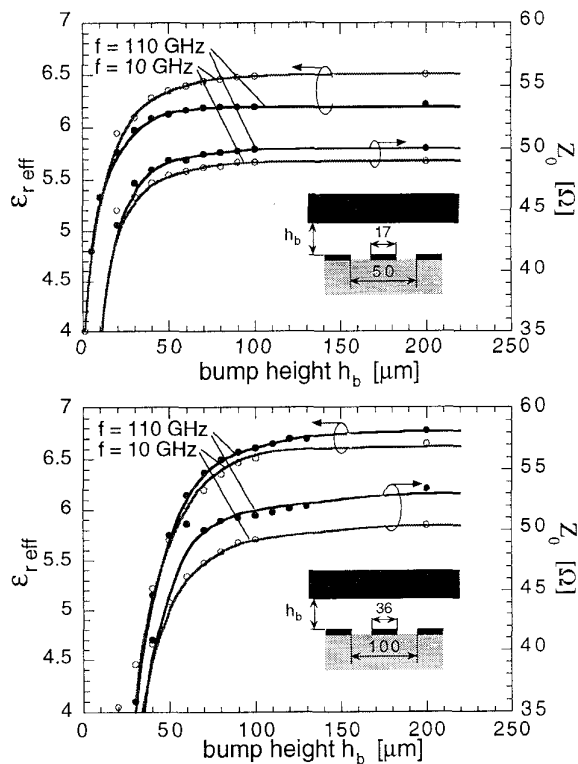 7
6.5
6
5.5
5
4.5
4
ε r eff
60
55
50
45
40
35
Z0
[Ω]
f = 110 GHz
f = 10 GHz
hb
17
50
0 50 100 150 200 250
bump height hb [μm]
7
6.5
6
5.5
5
4.5
4
ε r eff
60
55
50
45
40
35
Z0
[Ω]
f = 110 GHz
f = 10 GHz
hb
36
100
0 50 100 150 200 250
bump height hb [μm]